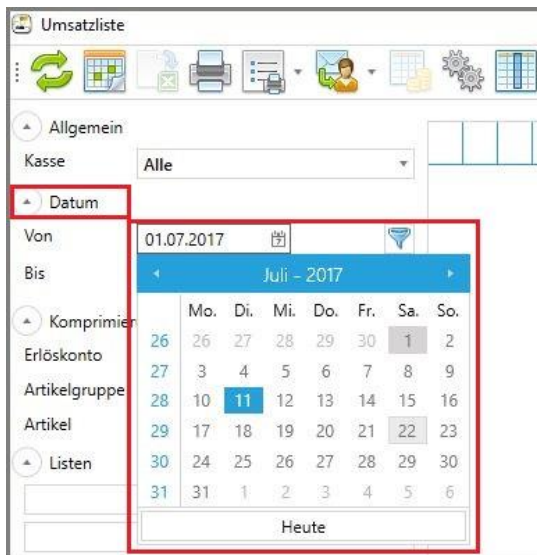 Umsatzliste
Allgemein
Kasse Alle
Datum
Von 01.07.2017 7
Bis
Juli - 2017
Mo. Di. Mi. Do. Fr. Sa. So.
26 26 27 28 29 30 1 2
Komprimier
27 3 4 5 6 7 8 9
Erlöskonto
28 10 11 12 13 14 15 16
Artikelgruppe
29 17 18 19 20 21 22 23
Artikel
30 24 25 26 27 28 29 30
Listen
31 31 1 2 3 4 5 6
Heute